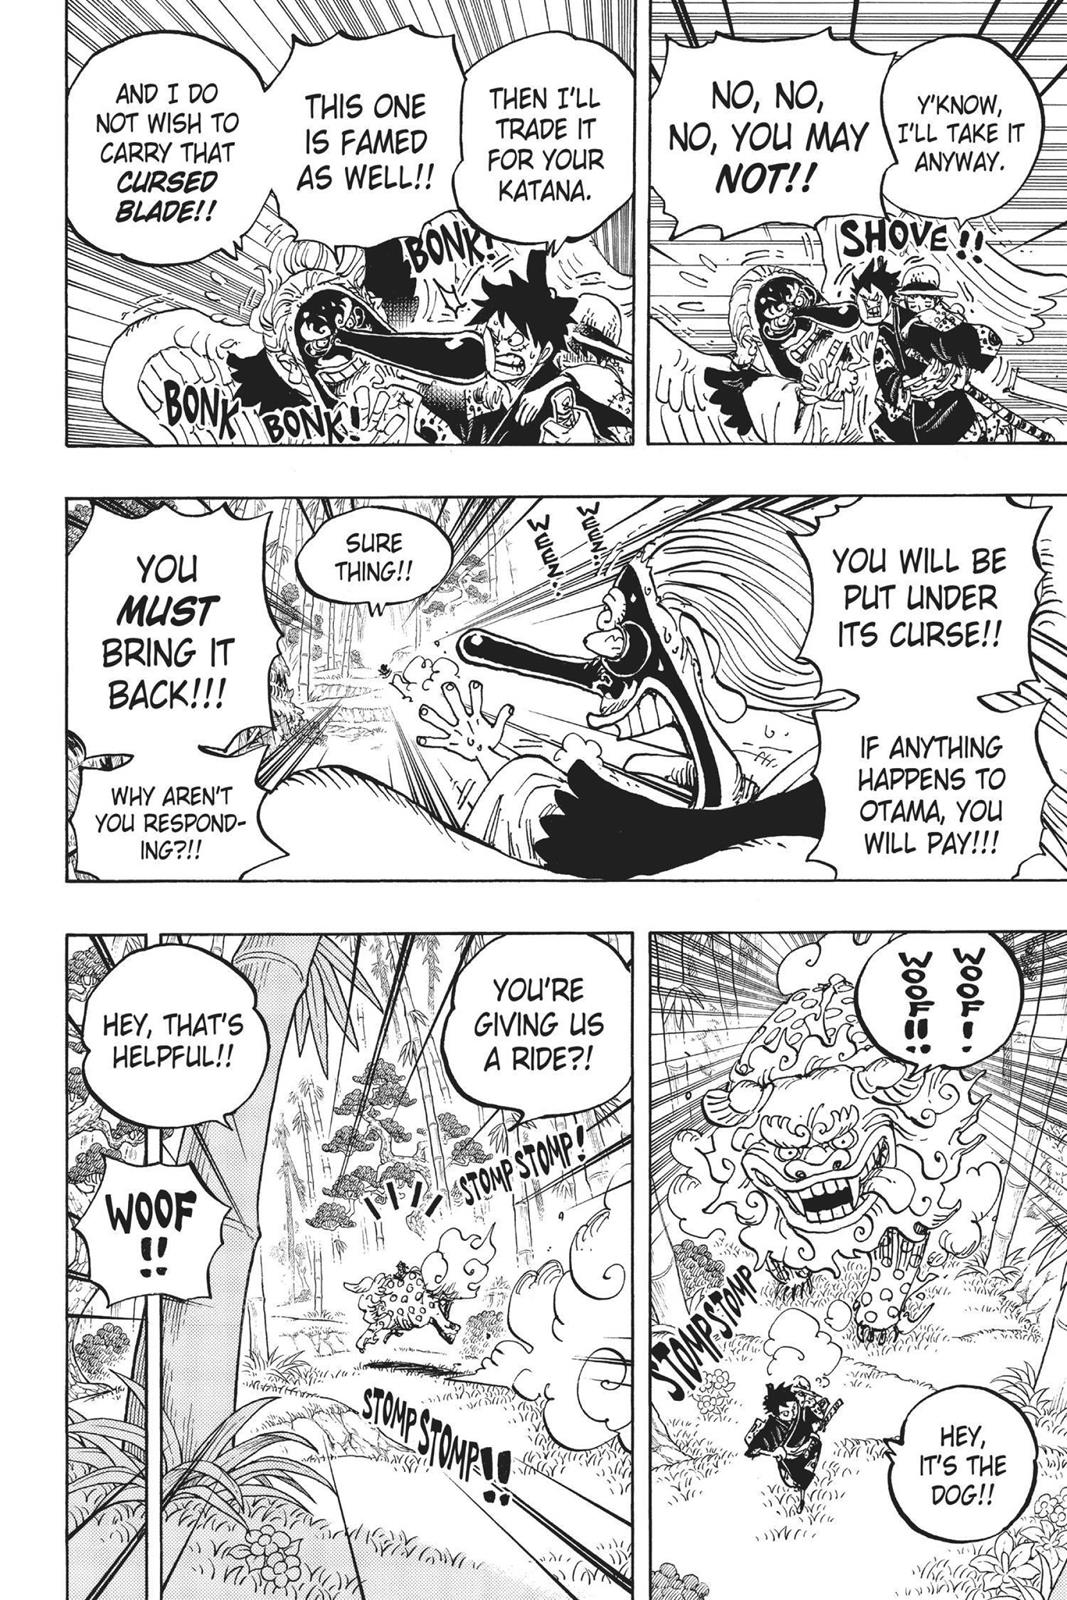 Y'KNOW,
I'LL TAKE IT
ANYWAY.
NO, NO,
NO, YOU MAY
NOT!!
SHOVE!!
THEN I'LL
TRADE IT
FOR YOUR
KATANA.
THIS ONE
IS FAMED
AS WELL!!
AND I DO
NOT WISH TO
CARRY THAT
CURSED
BLADE!!
BONK!
BONK
BONK!
YOU WILL BE
PUT UNDER
ITS CURSE!!
IF ANYTHING
HAPPENS TO
OTAMA, YOU
WILL PAY!!!
WEEZ..
WEEZ..
SURE
THING!!
YOU
MUST
BRING IT
BACK!!!
WHY AREN'T
YOU RESPOND-
ING?!!
WOOF!
WOOF!!
STOMP STOMP
HEY,
IT'S THE
DOG!!
YOU'RE
GIVING US
A RIDE?!
STOMP STOMP!
STOMP STOMP!!
HEY, THAT'S
HELPFUL!!
WOOF
!!